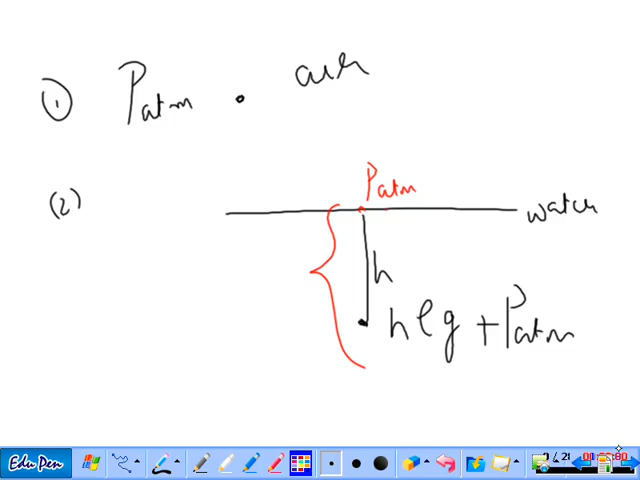 (1) Patm . air
(2)
Patm
water
h
hρg + Patm
Edu Pen